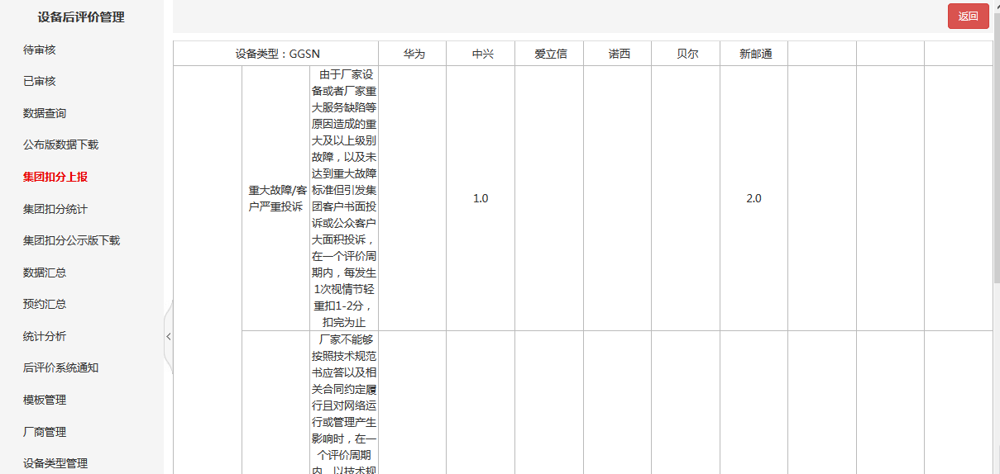 设备后评价管理
待审核
已审核
数据查询
公布版数据下载
集团扣分上报
集团扣分统计
集团扣分公示版下载
数据汇总
预约汇总
统计分析
后评价系统通知
模板管理
厂商管理
设备类型管理
返回
设备类型：GGSN 华为 中兴 爱立信 诺西 贝尔 新邮通
重大故障/客
户严重投诉
由于厂家设
备或者厂家重
大服务缺陷等
原因造成的重
大及以上级别
故障，以及未
达到重大故障
标准但引发集
团客户书面投
诉或公众客户
大面积投诉，
在一个评价周
期内，每发生
1次视情节轻
重扣1-2分，
扣完为止
1.0
2.0
厂家不能够
按照技术规范
书应答以及相
关合同约定履
行且对网络运
行或管理产生
影响时，在一
个评价周期
内，以技术规